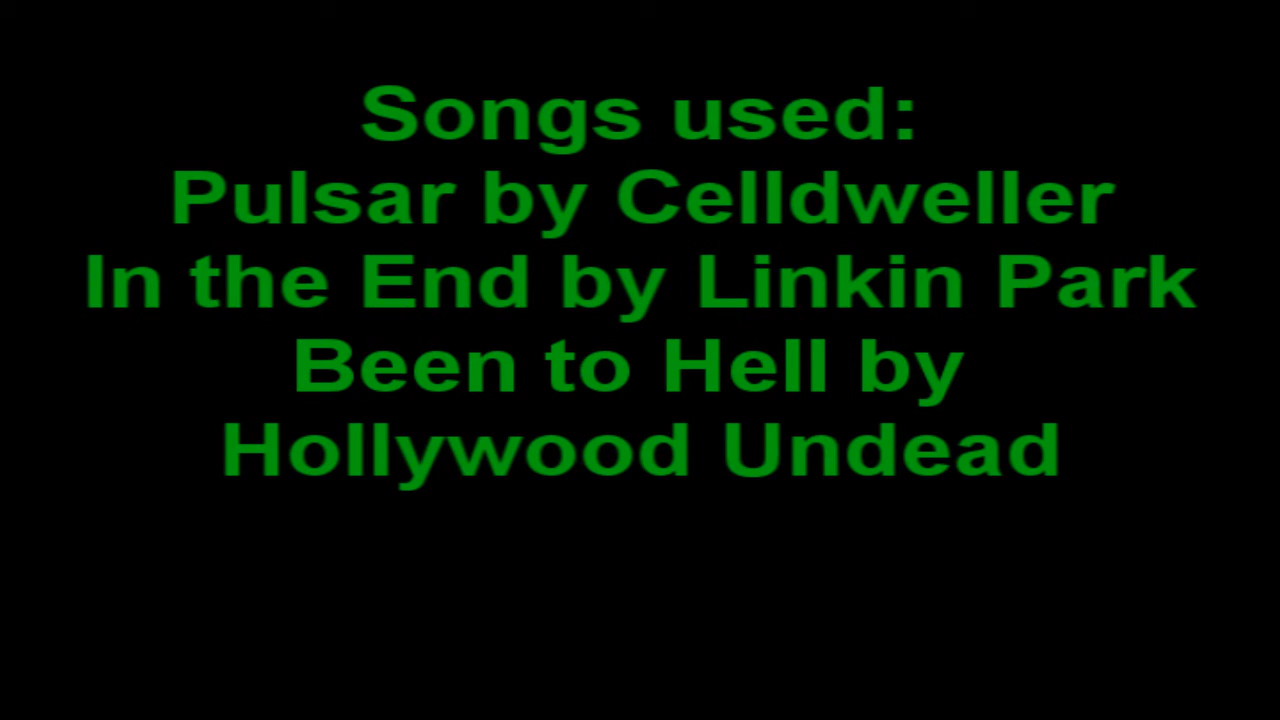 Songs used:
Pulsar by Celldweller
In the End by Linkin Park
Been to Hell by
Hollywood Undead